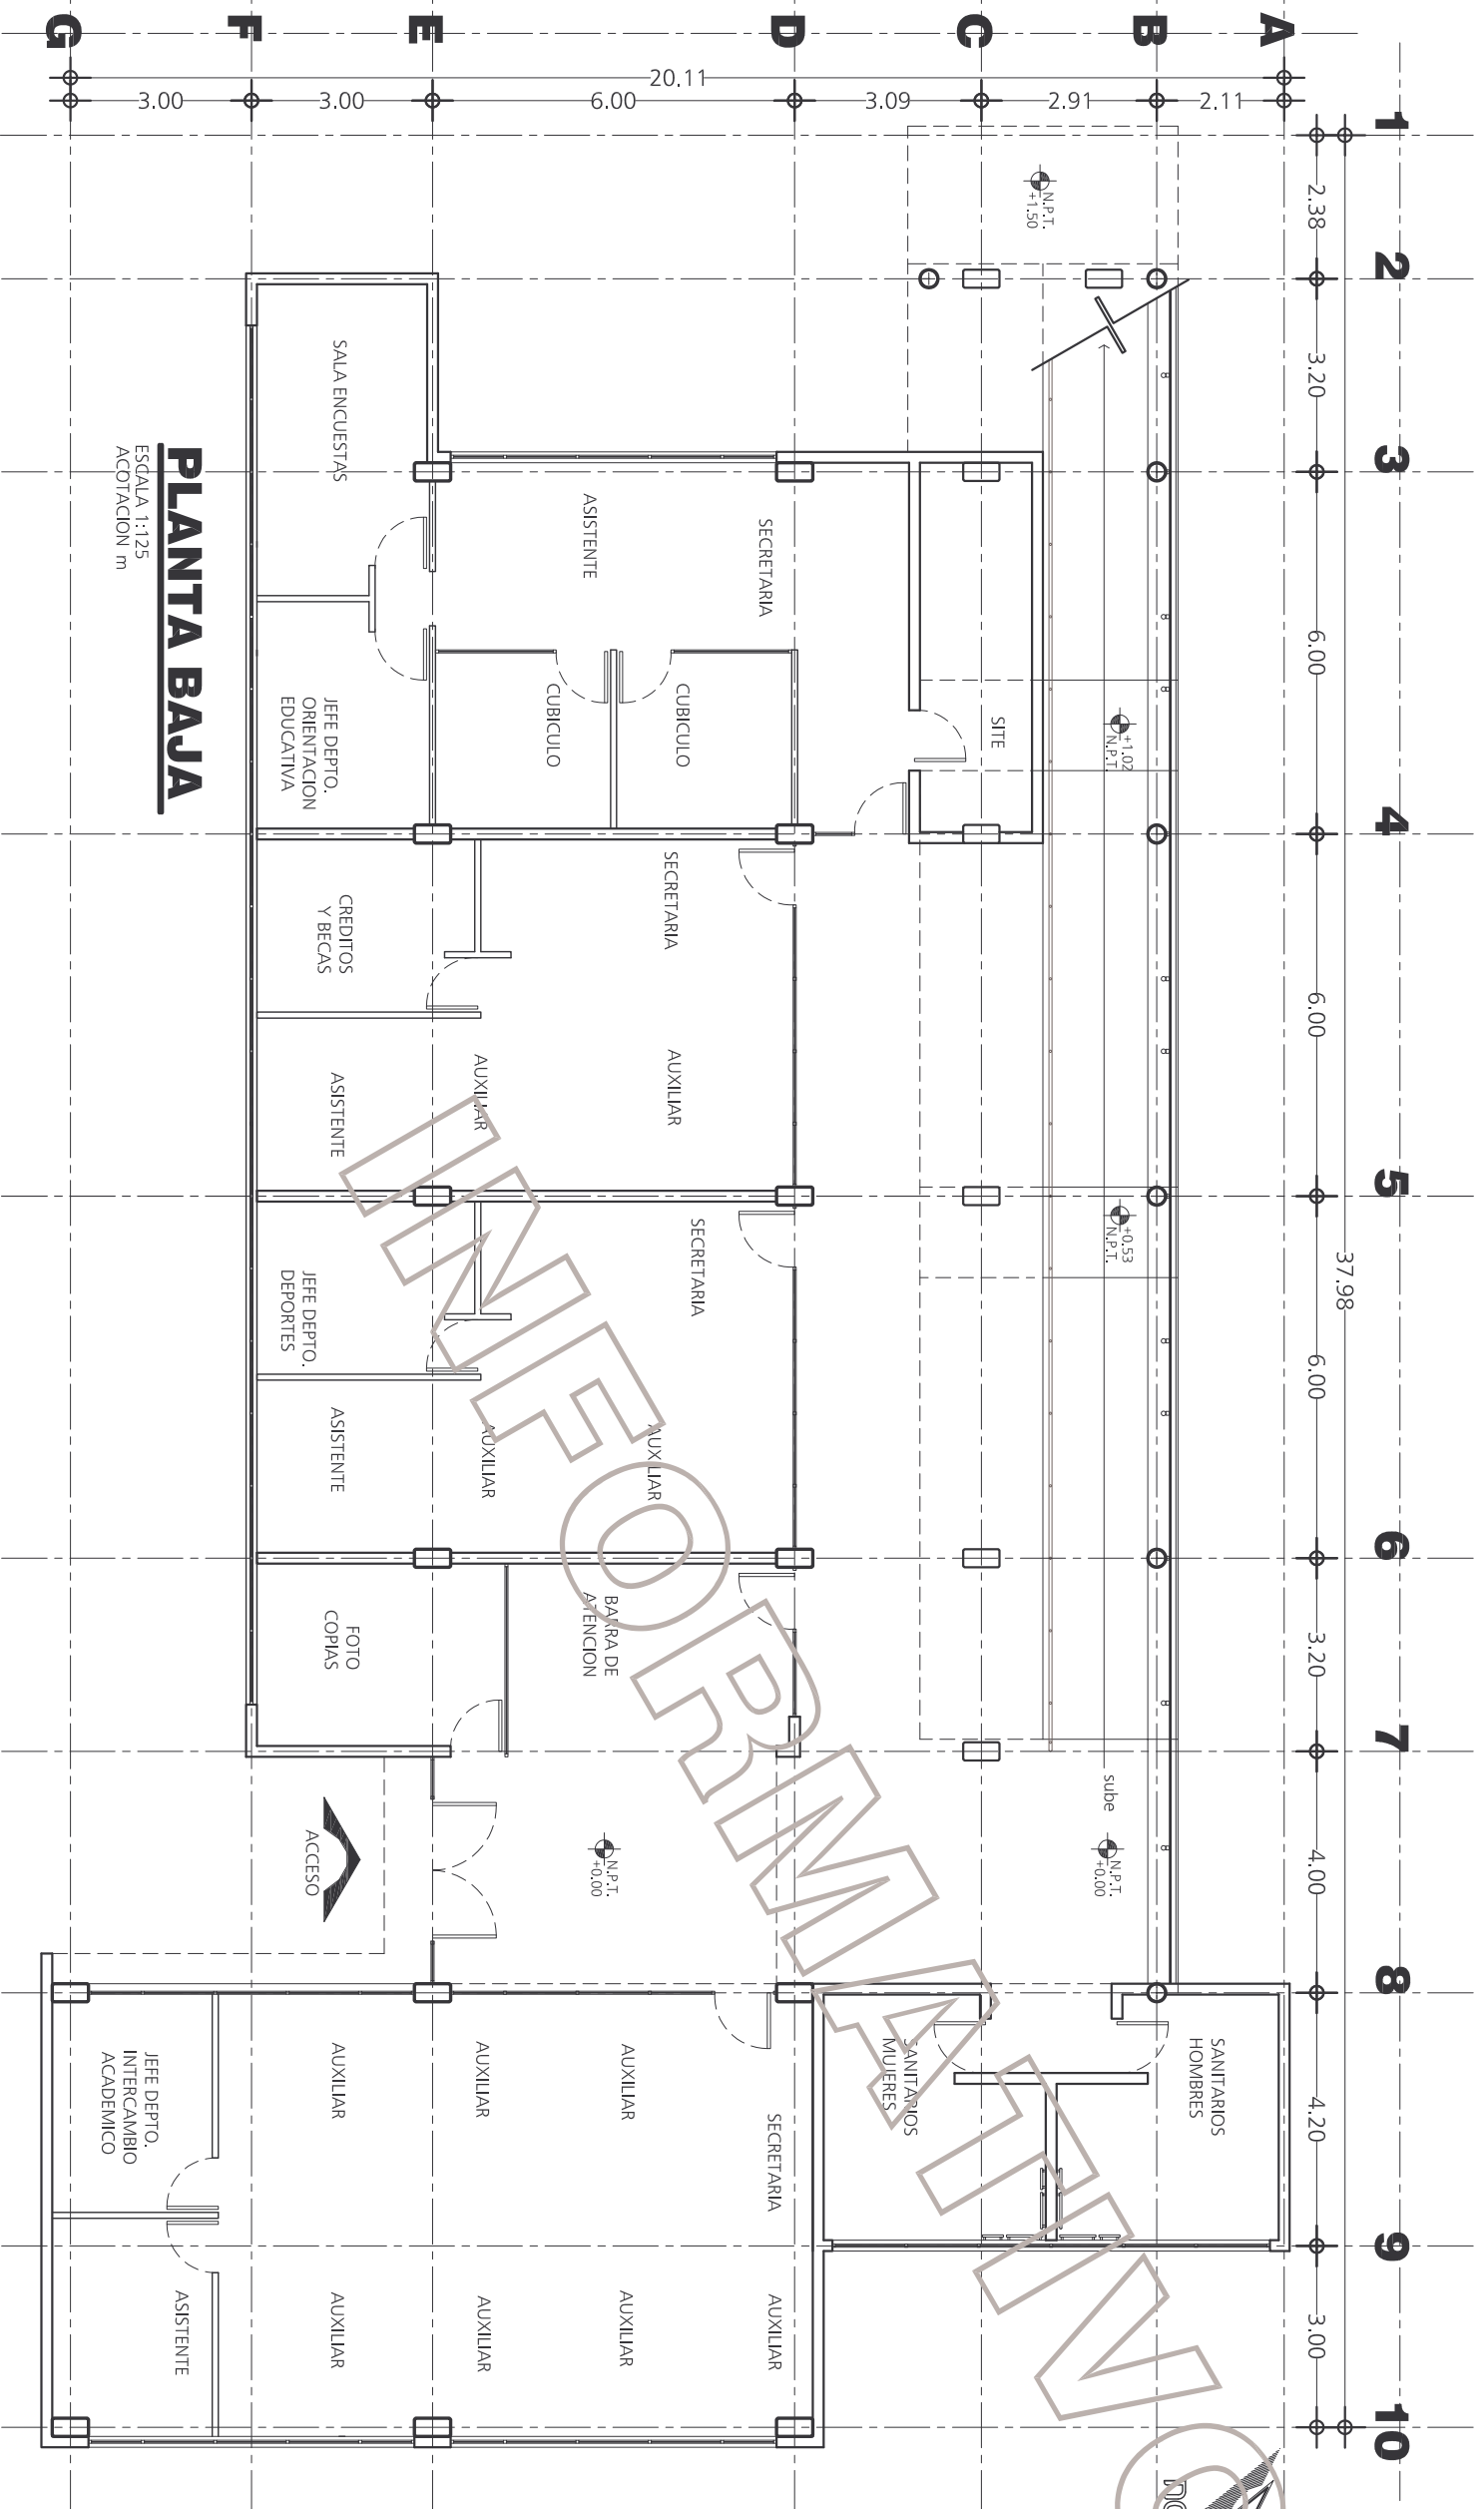 A
B
C
D
E
F
G
20.11
2.11
2.91
3.09
6.00
3.00
3.00
1
2
3
4
5
6
7
8
9
10
2.38
3.20
6.00
6.00
6.00
3.20
4.00
4.20
3.00
37.98
N.P.T.
+1.50
+1.02
N.P.T.
+0.53
N.P.T.
sube
N.P.T.
+0.00
N.P.T.
+0.00
SITE
SANITARIOS
HOMBRES
SANITARIOS
MUJERES
SECRETARIA
ASISTENTE
CUBICULO
CUBICULO
SALA ENCUESTAS
JEFE DEPTO.
ORIENTACION
EDUCATIVA
SECRETARIA
AUXILIAR
AUXILIAR
CREDITOS
Y BECAS
ASISTENTE
SECRETARIA
AUXILIAR
AUXILIAR
JEFE DEPTO.
DEPORTES
ASISTENTE
BARRA DE
ATENCION
FOTO
COPIAS
ACCESO
SECRETARIA
AUXILIAR
AUXILIAR
AUXILIAR
AUXILIAR
AUXILIAR
AUXILIAR
AUXILIAR
JEFE DEPTO.
INTERCAMBIO
ACADEMICO
ASISTENTE
PLANTA BAJA
ESCALA 1:125
ACOTACION m
INFORMATIVO